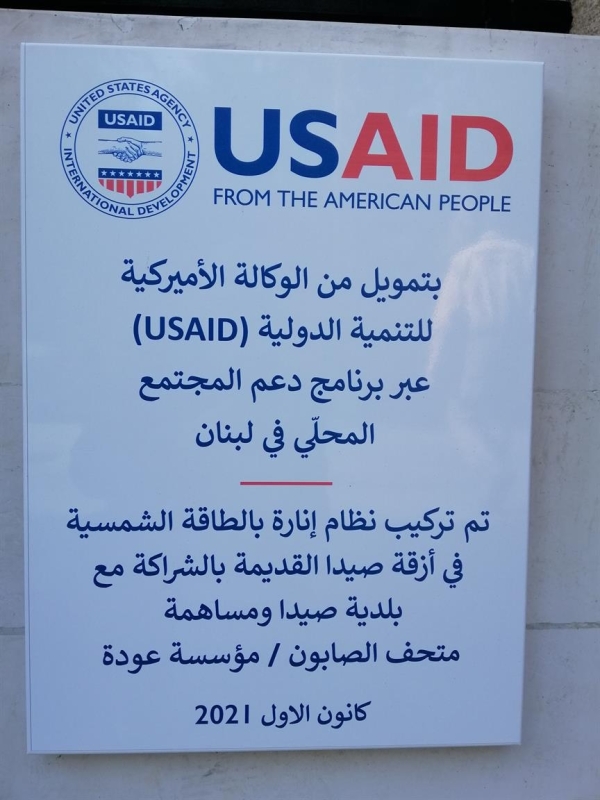 UNITED STATES AGENCY
USAID
INTERNATIONAL DEVELOPMENT
USAID
FROM THE AMERICAN PEOPLE
بتمويل من الوكالة الأميركية
للتنمية الدولية (USAID)
عبر برنامج دعم المجتمع
المحلّي في لبنان
تم تركيب نظام إنارة بالطاقة الشمسية
في أزقة صيدا القديمة بالشراكة مع
بلدية صيدا ومساهمة
متحف الصابون / مؤسسة عودة
كانون الاول 2021